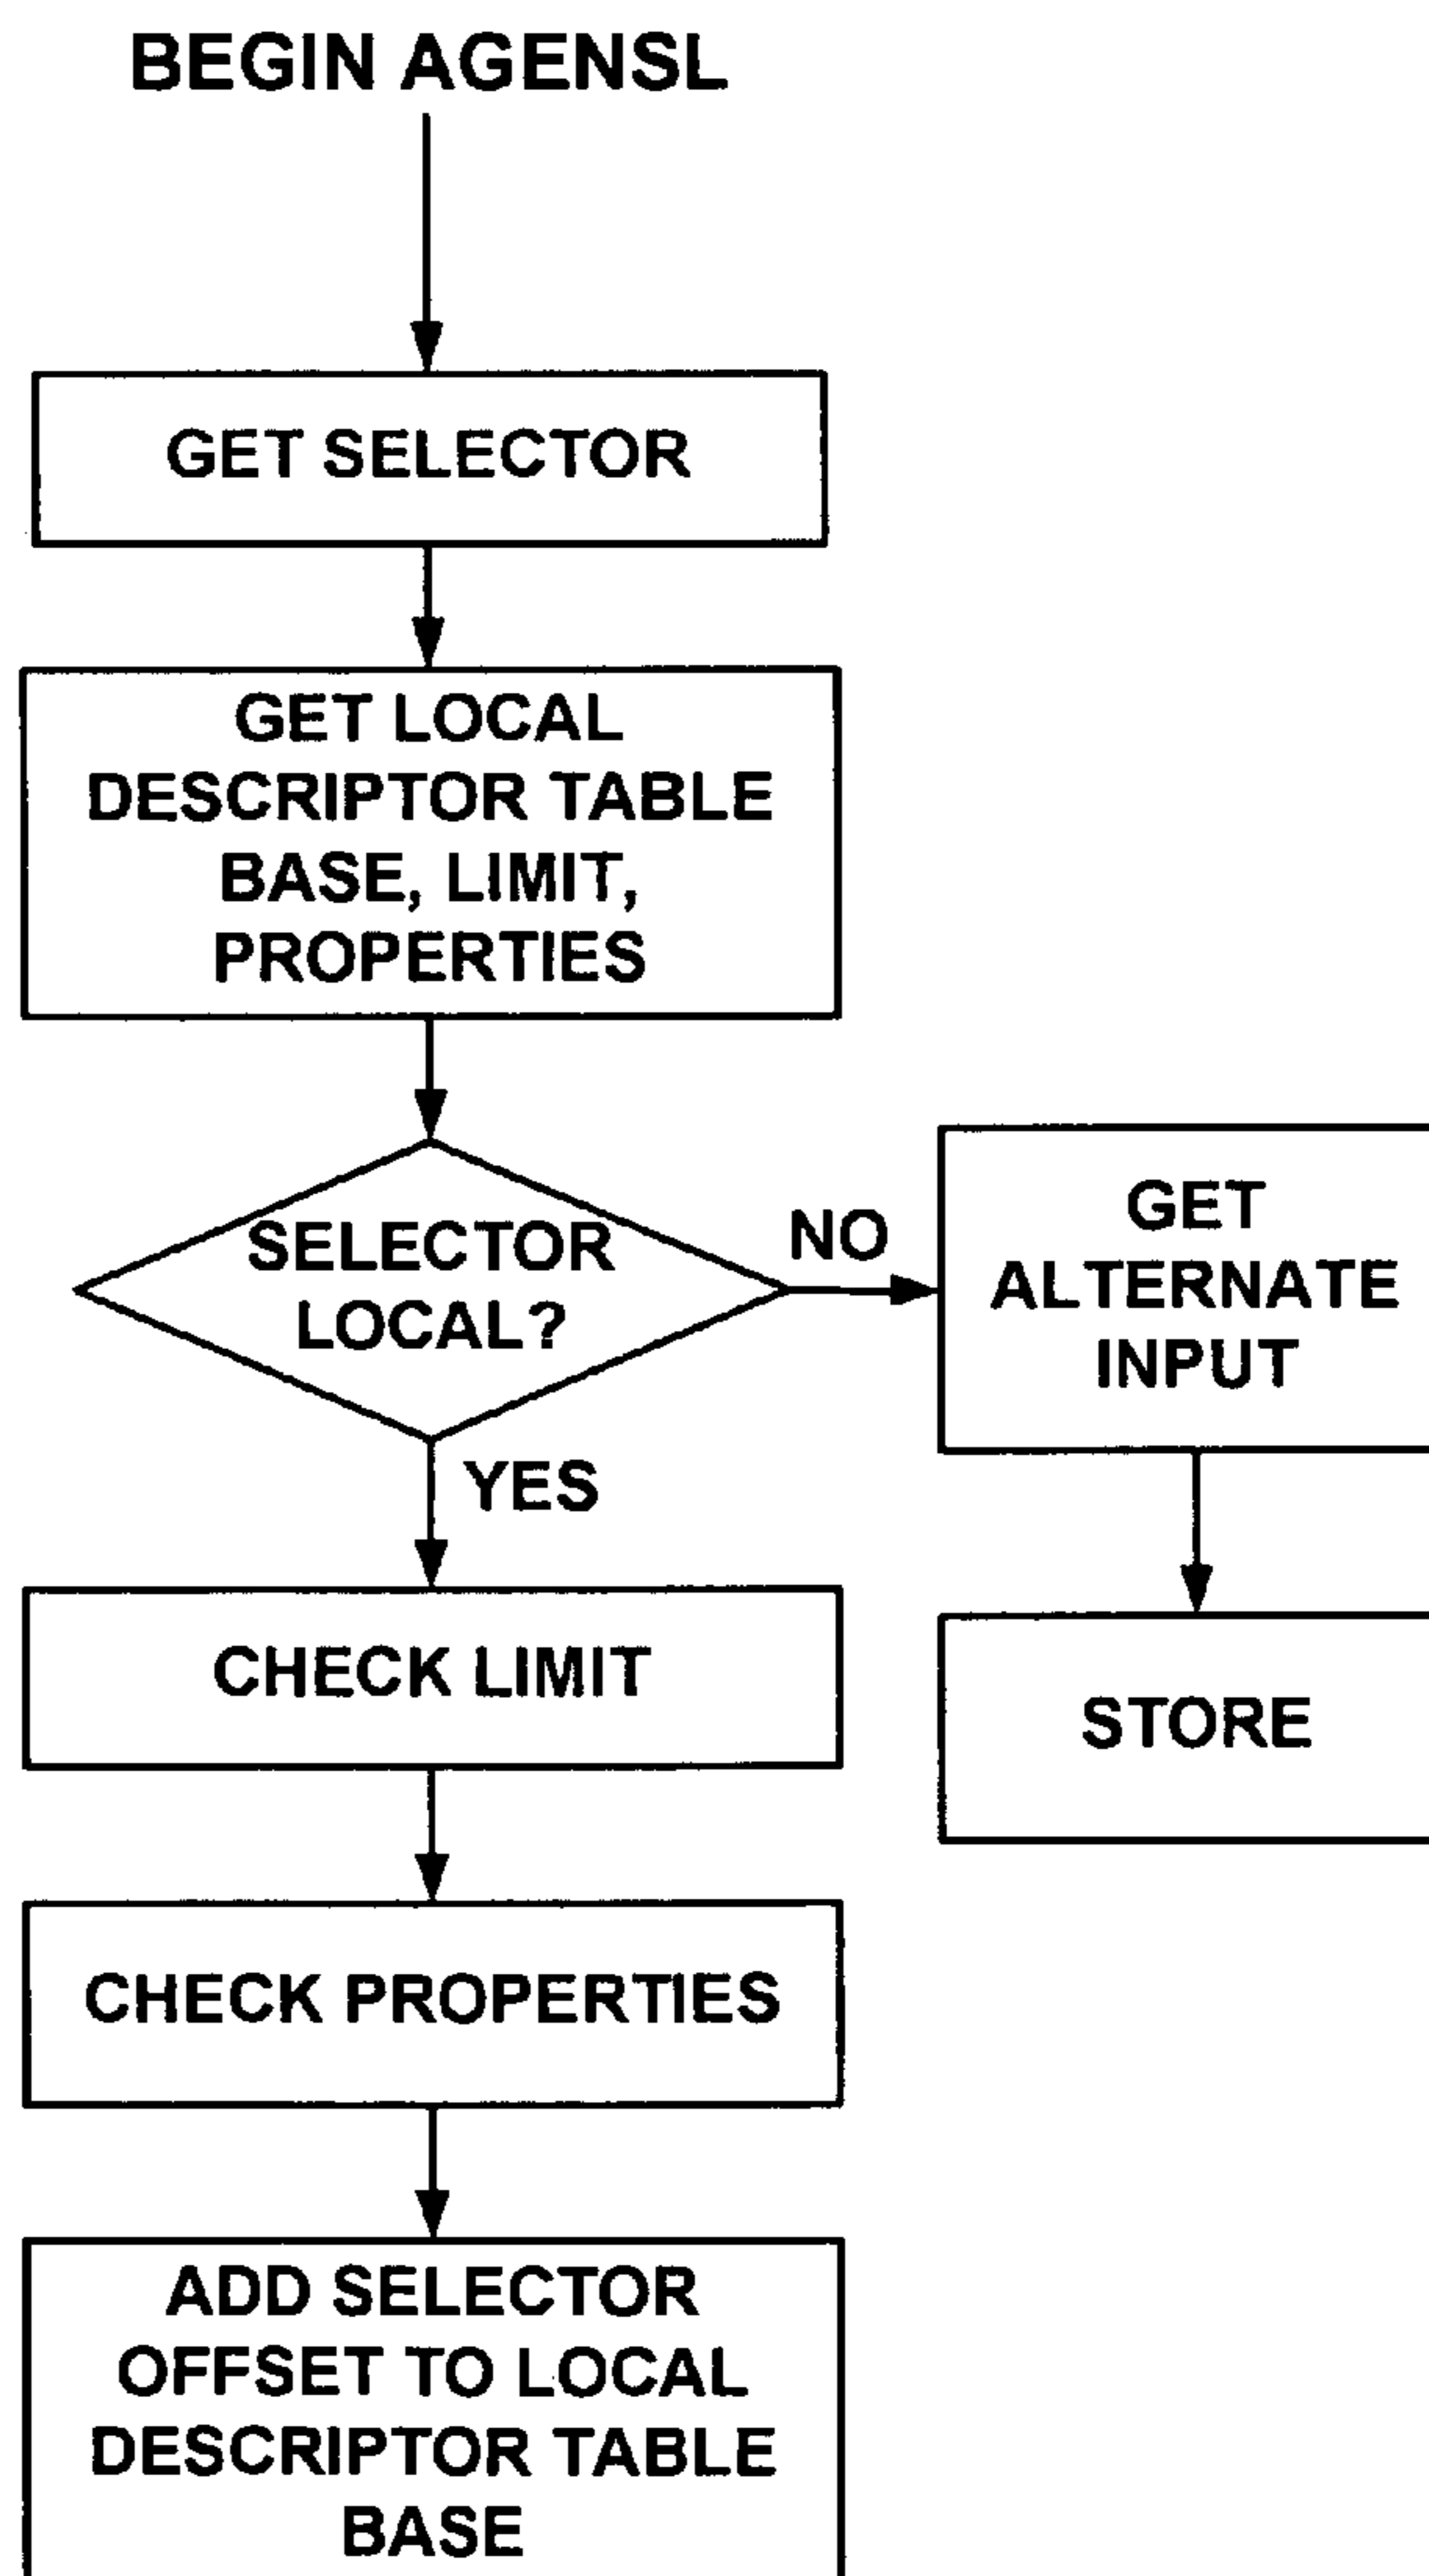 BEGIN AGENSL
GET SELECTOR
GET LOCAL
DESCRIPTOR TABLE
BASE, LIMIT,
PROPERTIES
SELECTOR
LOCAL?
NO
GET
ALTERNATE
INPUT
YES
STORE
CHECK LIMIT
CHECK PROPERTIES
ADD SELECTOR
OFFSET TO LOCAL
DESCRIPTOR TABLE
BASE